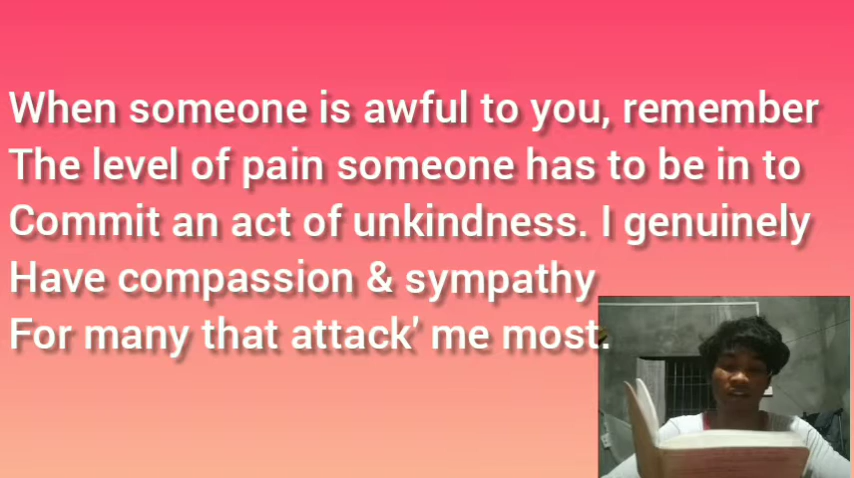 When someone is awful to you, remember
The level of pain someone has to be in to
Commit an act of unkindness. I genuinely
Have compassion & sympathy
For many that attack' me most.